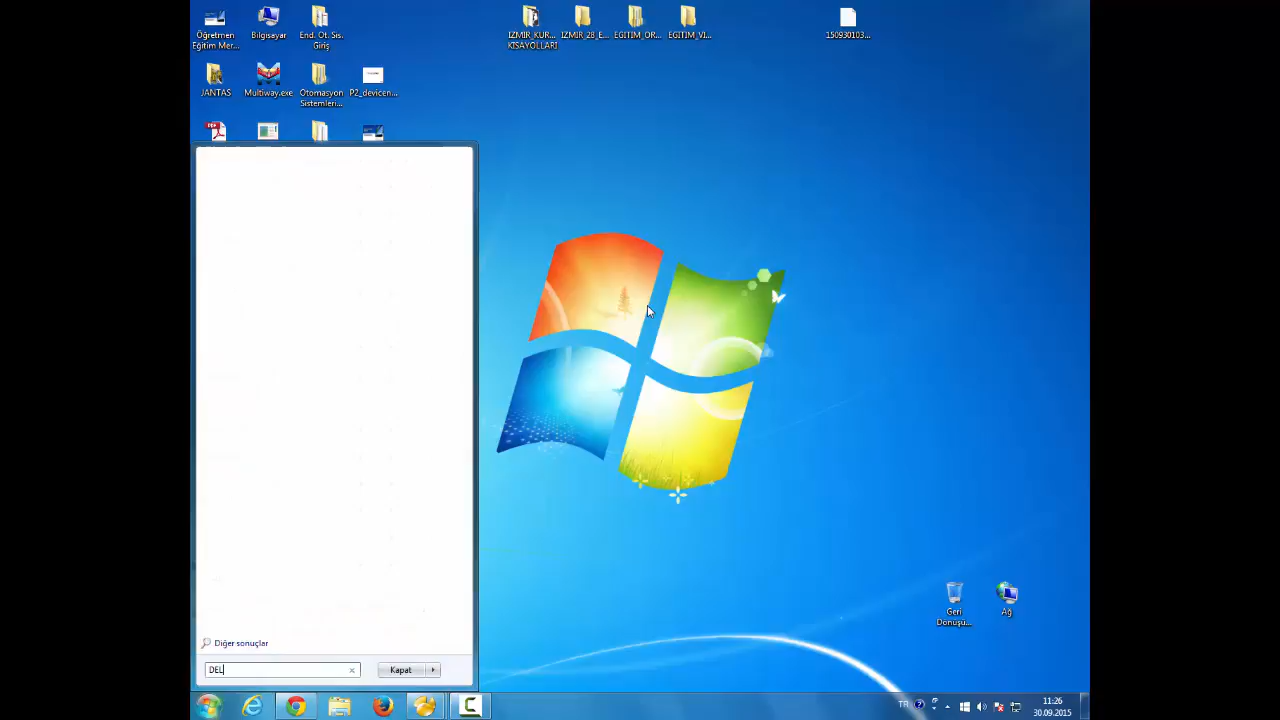 Öğretmen
Eğitim Mer...
Bilgisayar
End. Ot. Sis.
Giriş
IZMIR_KUR...
KISAYOLLARI
IZMIR_28_E...
EGITIM_OR...
EGITIM_VI...
150930103...
JANTAS
Multiway.exe
Otomasyon
Sistemleri...
P2_devicen...
Geri
Dönüşü...
Ağ
Diğer sonuçlar
DEL
Kapat
TR
11:26
30.09.2015